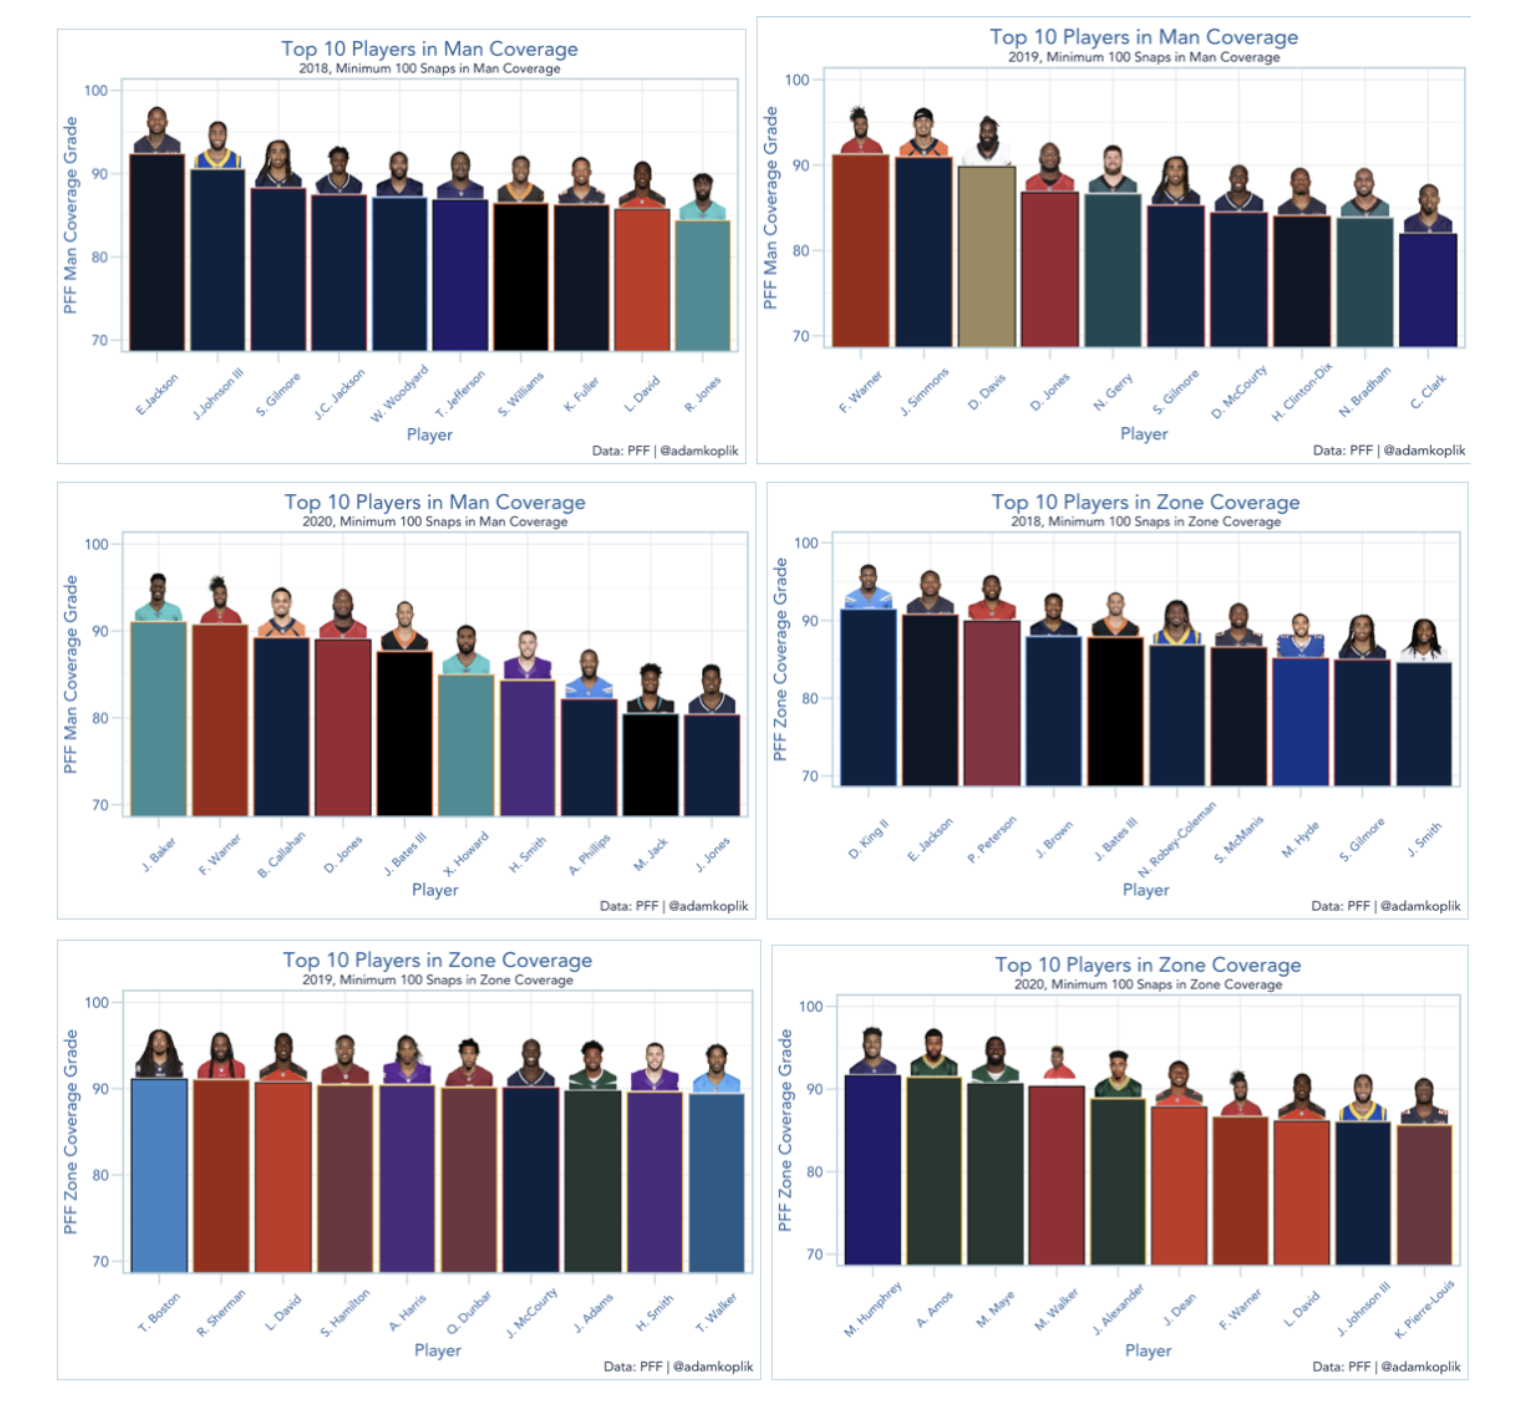 Top 10 Players in Man Coverage
2018, Minimum 100 Snaps in Man Coverage
PFF Man Coverage Grade
100
90
80
70
E.Jackson
J.Johnson III
S. Gilmore
J.C. Jackson
W. Woodyard
T. Jefferson
S. Williams
K. Fuller
L. David
R. Jones
Player
Data: PFF | @adamkoplik
Top 10 Players in Man Coverage
2019, Minimum 100 Snaps in Man Coverage
PFF Man Coverage Grade
100
90
80
70
F. Warner
J. Simmons
D. Davis
D. Jones
N. Gerry
S. Gilmore
D. McCourty
H. Clinton-Dix
N. Bradham
C. Clark
Player
Data: PFF | @adamkoplik
Top 10 Players in Man Coverage
2020, Minimum 100 Snaps in Man Coverage
PFF Man Coverage Grade
100
90
80
70
J. Baker
F. Warner
B. Callahan
D. Jones
J. Bates III
X. Howard
H. Smith
A. Phillips
M. Jack
J. Jones
Player
Data: PFF | @adamkoplik
Top 10 Players in Zone Coverage
2018, Minimum 100 Snaps in Zone Coverage
PFF Zone Coverage Grade
100
90
80
70
D. King II
E. Jackson
P. Peterson
J. Brown
J. Bates III
N. Robey-Coleman
S. McManis
M. Hyde
S. Gilmore
J. Smith
Player
Data: PFF | @adamkoplik
Top 10 Players in Zone Coverage
2019, Minimum 100 Snaps in Zone Coverage
PFF Zone Coverage Grade
100
90
80
70
T. Boston
R. Sherman
L. David
S. Hamilton
A. Harris
Q. Dunbar
J. McCourty
J. Adams
H. Smith
T. Walker
Player
Data: PFF | @adamkoplik
Top 10 Players in Zone Coverage
2020, Minimum 100 Snaps in Zone Coverage
PFF Zone Coverage Grade
100
90
80
70
M. Humphrey
A. Amos
M. Maye
M. Walker
J. Alexander
J. Dean
F. Warner
L. David
J. Johnson III
K. Pierre-Louis
Player
Data: PFF | @adamkoplik